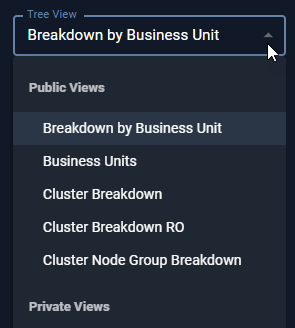 Tree View
Breakdown by Business Unit
Public Views
Breakdown by Business Unit
Business Units
Cluster Breakdown
Cluster Breakdown RO
Cluster Node Group Breakdown
Private Views